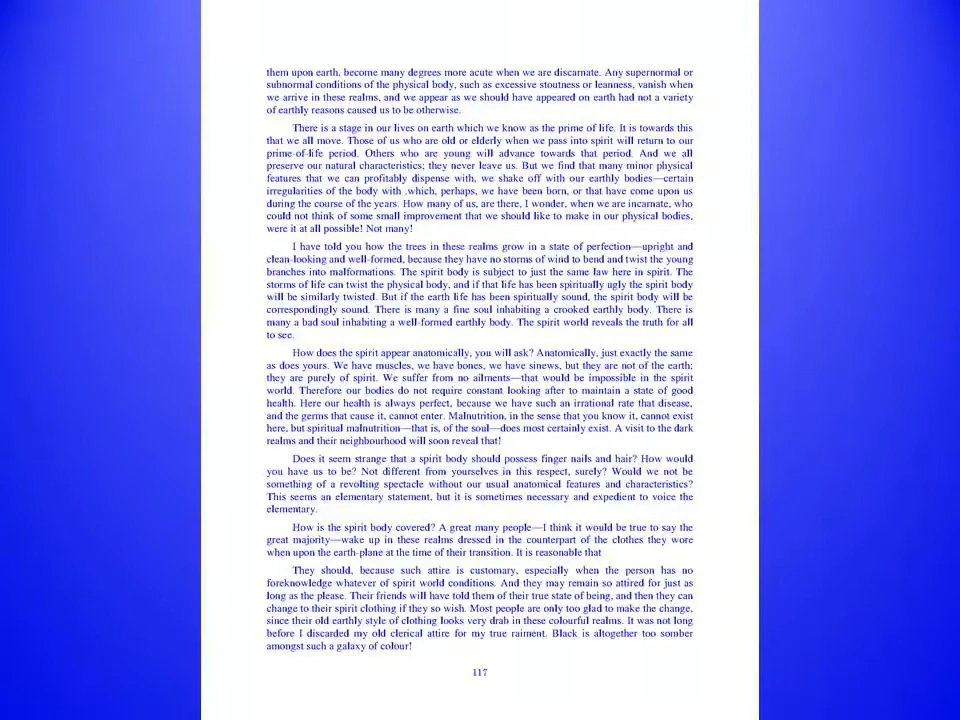 them upon earth, become many degrees more acute when we are discarnate. Any supernormal or
subnormal conditions of the physical body, such as excessive stoutness or leanness, vanish when
we arrive in these realms, and we appear as we should have appeared on earth had not a variety
of earthly reasons caused us to be otherwise.
There is a stage in our lives on earth which we know as the prime of life. It is towards this
that we all move. Those of us who are old or elderly when we pass into spirit will return to our
prime-of-life period. Others who are young will advance towards that period. And we all
preserve our natural characteristics; they never leave us. But we find that many minor physical
features that we can profitably dispense with, we shake off with our earthly bodies—certain
irregularities of the body with .which, perhaps, we have been born, or that have come upon us
during the course of the years. How many of us, are there, I wonder, when we are incarnate, who
could not think of some small improvement that we should like to make in our physical bodies,
were it at all possible! Not many!
I have told you how the trees in these realms grow in a state of perfection—upright and
clean-looking and well-formed, because they have no storms of wind to bend and twist the young
branches into malformations. The spirit body is subject to just the same law here in spirit. The
storms of life can twist the physical body, and if that life has been spiritually ugly the spirit body
will be similarly twisted. But if the earth life has been spiritually sound, the spirit body will be
correspondingly sound. There is many a fine soul inhabiting a crooked earthly body. There is
many a bad soul inhabiting a well-formed earthly body. The spirit world reveals the truth for all
to see.
How does the spirit appear anatomically, you will ask? Anatomically, just exactly the same
as does yours. We have muscles, we have bones, we have sinews, but they are not of the earth;
they are purely of spirit. We suffer from no ailments—that would be impossible in the spirit
world. Therefore our bodies do not require constant looking after to maintain a state of good
health. Here our health is always perfect, because we have such an irrational rate that disease,
and the germs that cause it, cannot enter. Malnutrition, in the sense that you know it, cannot exist
here, but spiritual malnutrition—that is, of the soul—does most certainly exist. A visit to the dark
realms and their neighbourhood will soon reveal that!
Does it seem strange that a spirit body should possess finger nails and hair? How would
you have us to be? Not different from yourselves in this respect, surely? Would we not be
something of a revolting spectacle without our usual anatomical features and characteristics?
This seems an elementary statement, but it is sometimes necessary and expedient to voice the
elementary.
How is the spirit body covered? A great many people—I think it would be true to say the
great majority—wake up in these realms dressed in the counterpart of the clothes they wore
when upon the earth-plane at the time of their transition. It is reasonable that
They should, because such attire is customary, especially when the person has no
foreknowledge whatever of spirit world conditions. And they may remain so attired for just as
long as the please. Their friends will have told them of their true state of being, and then they can
change to their spirit clothing if they so wish. Most people are only too glad to make the change,
since their old earthly style of clothing looks very drab in these colourful realms. It was not long
before I discarded my old clerical attire for my true raiment. Black is altogether too somber
amongst such a galaxy of colour!
117